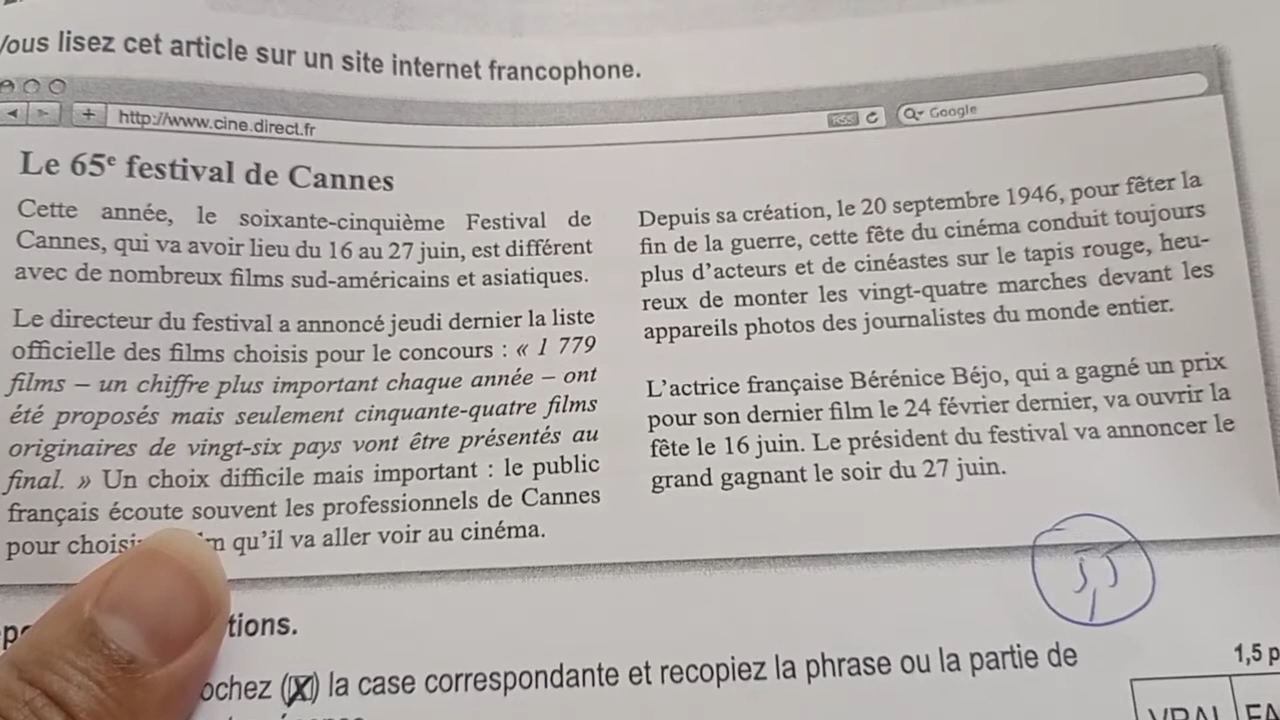 Vous lisez cet article sur un site internet francophone.
http://www.cine.direct.fr
RSS
Google
Le 65e festival de Cannes
Cette année, le soixante-cinquième Festival de
Cannes, qui va avoir lieu du 16 au 27 juin, est différent
avec de nombreux films sud-américains et asiatiques.
Le directeur du festival a annoncé jeudi dernier la liste
officielle des films choisis pour le concours : « 1 779
films – un chiffre plus important chaque année – ont
été proposés mais seulement cinquante-quatre films
originaires de vingt-six pays vont être présentés au
final. » Un choix difficile mais important : le public
français écoute souvent les professionnels de Cannes
pour qu'il va aller voir au cinéma.
Depuis sa création, le 20 septembre 1946, pour fêter la
fin de la guerre, cette fête du cinéma conduit toujours
plus d'acteurs et de cinéastes sur le tapis rouge, heu-
reux de monter les vingt-quatre marches devant les
appareils photos des journalistes du monde entier.
L'actrice française Bérénice Béjo, qui a gagné un prix
pour son dernier film le 24 février dernier, va ouvrir la
fête le 16 juin. Le président du festival va annoncer le
grand gagnant le soir du 27 juin.
5,5
tions.
1,5 p
ochez (X) la case correspondante et recopiez la phrase ou la partie de
VRAI FA